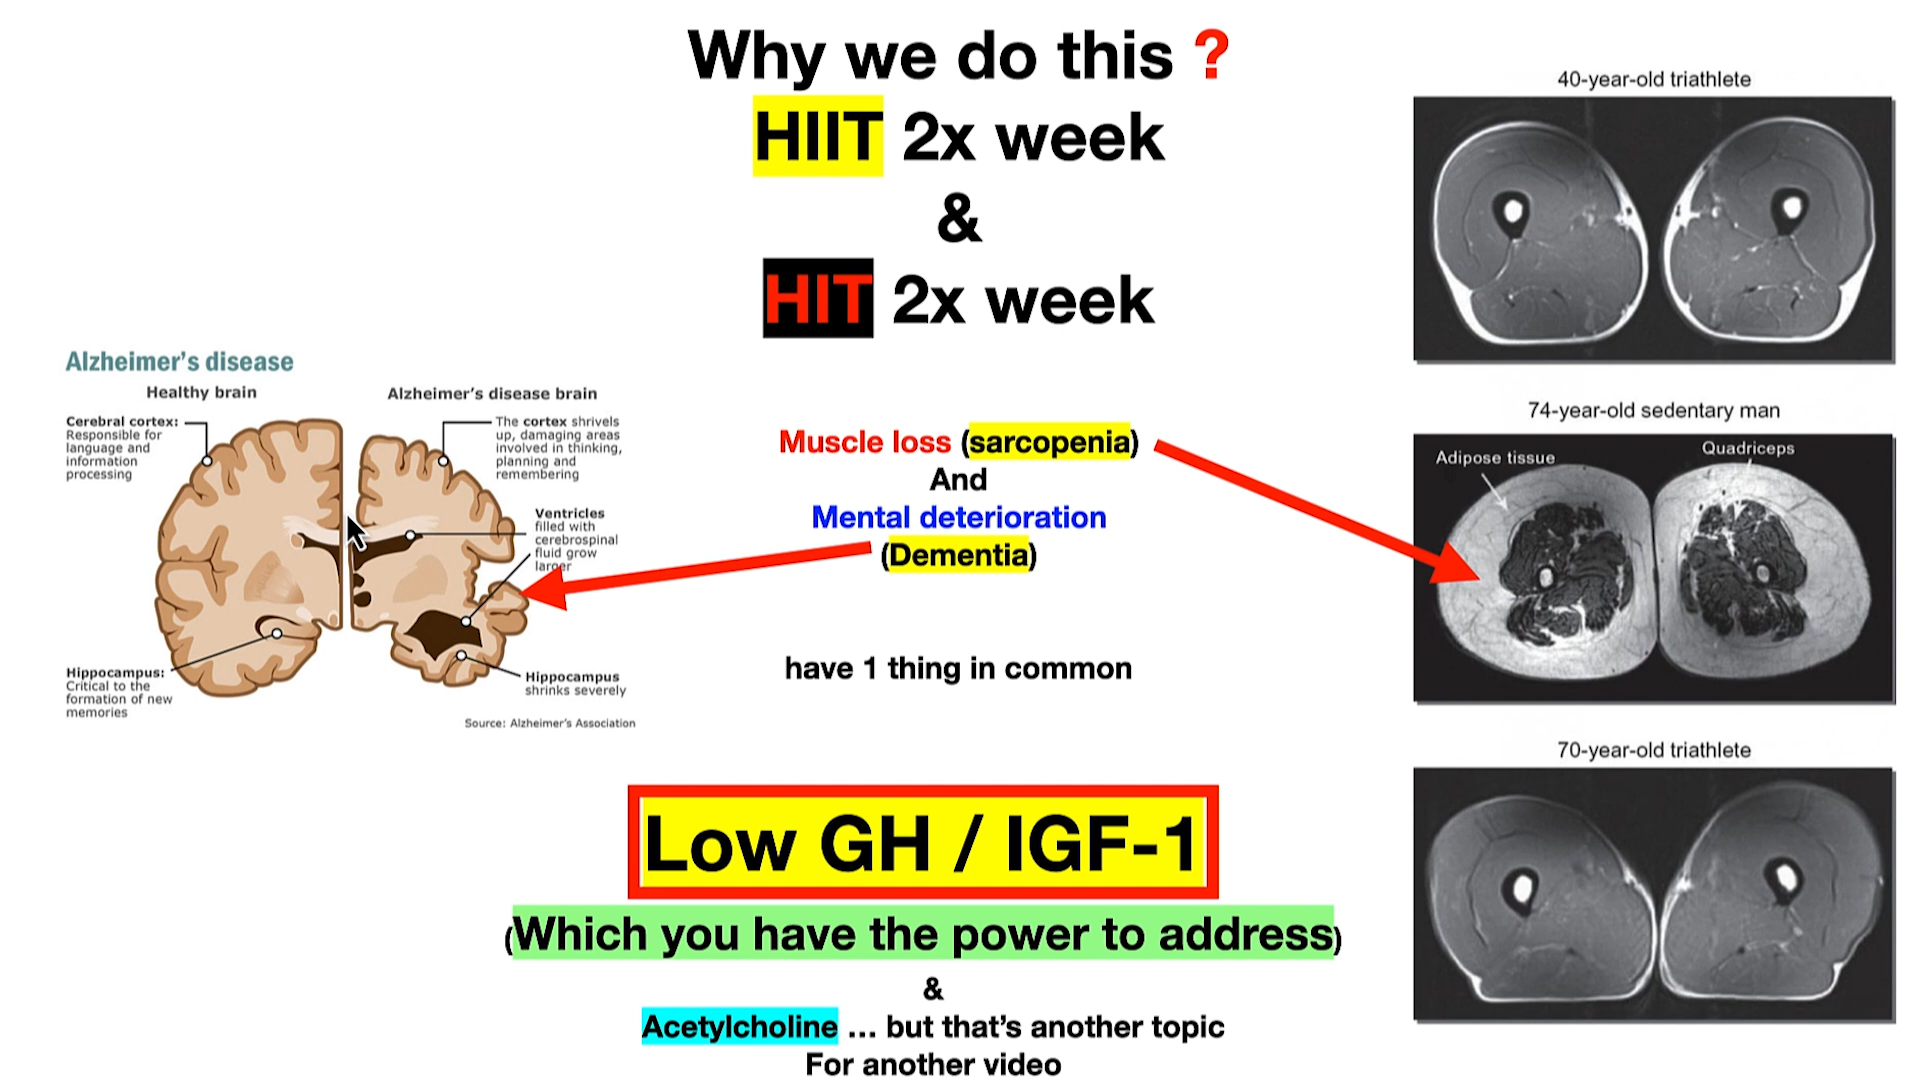 Why we do this ?
HIIT 2x week
&
HIT 2x week
Alzheimer's disease
Healthy brain
Alzheimer's disease brain
Cerebral cortex:
Responsible for
language and
information
processing
The cortex shrivels
up, damaging areas
involved in thinking,
planning and
remembering
Ventricles
filled with
cerebrospinal
fluid grow
larger
Hippocampus:
Critical to the
formation of new
memories
Hippocampus
shrinks severely
Source: Alzheimer's Association
Muscle loss (sarcopenia)
And
Mental deterioration
(Dementia)
have 1 thing in common
Low GH / IGF-1
(Which you have the power to address)
&
Acetylcholine ... but that's another topic
For another video
40-year-old triathlete
74-year-old sedentary man
Adipose tissue
Quadriceps
70-year-old triathlete